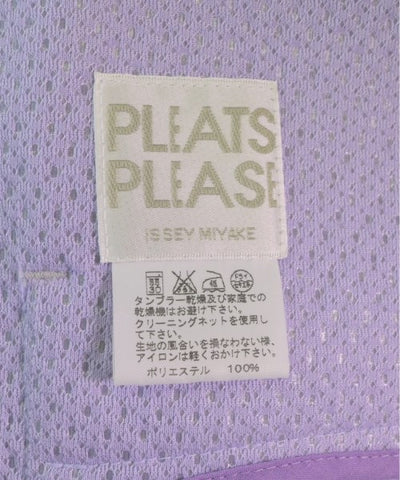 PLEATS
PLEASE
ISSEY MIYAKE
タンブラー乾燥及び家庭での
乾燥機はお避け下さい。
クリーニングネットを使用し
て下さい。
生地の風合いを損なわない様、
アイロンは軽くおかけ下さい。
ポリエステル 100%